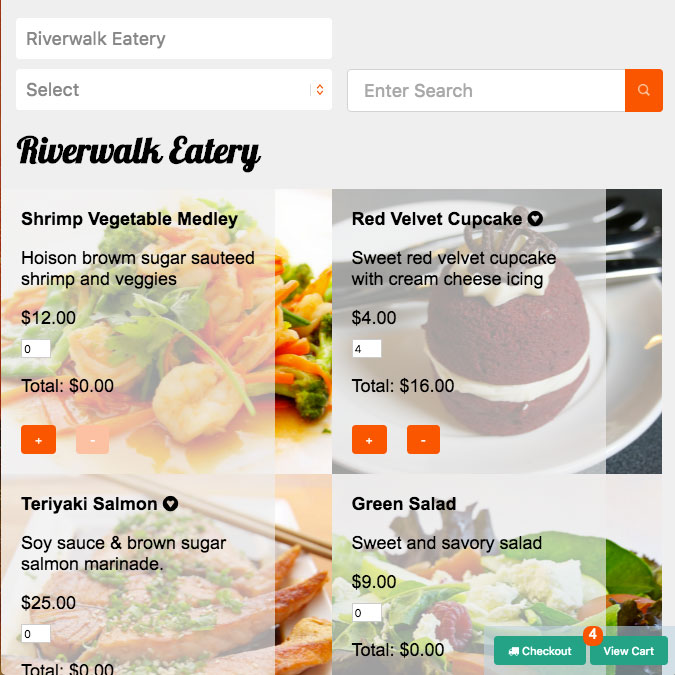 Riverwalk Eatery
Select
Enter Search
Riverwalk Eatery
Shrimp Vegetable Medley
Hoison browm sugar sauteed
shrimp and veggies
$12.00
0
Total: $0.00
+
-
Red Velvet Cupcake
Sweet red velvet cupcake
with cream cheese icing
$4.00
4
Total: $16.00
+
-
Teriyaki Salmon
Soy sauce & brown sugar
salmon marinade.
$25.00
0
Total: $0.00
Green Salad
Sweet and savory salad
$9.00
0
Total: $0.00
Checkout
4
View Cart